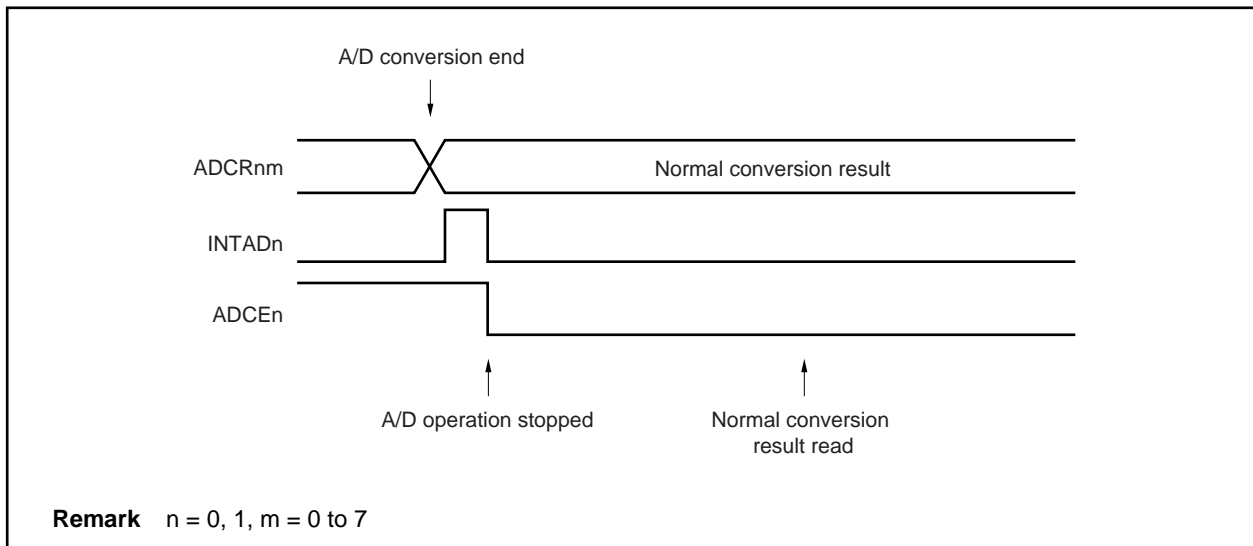 A/D conversion end
ADCRnm
Normal conversion result
INTADn
ADCEn
A/D operation stopped
Normal conversion
result read
Remark n = 0, 1, m = 0 to 7